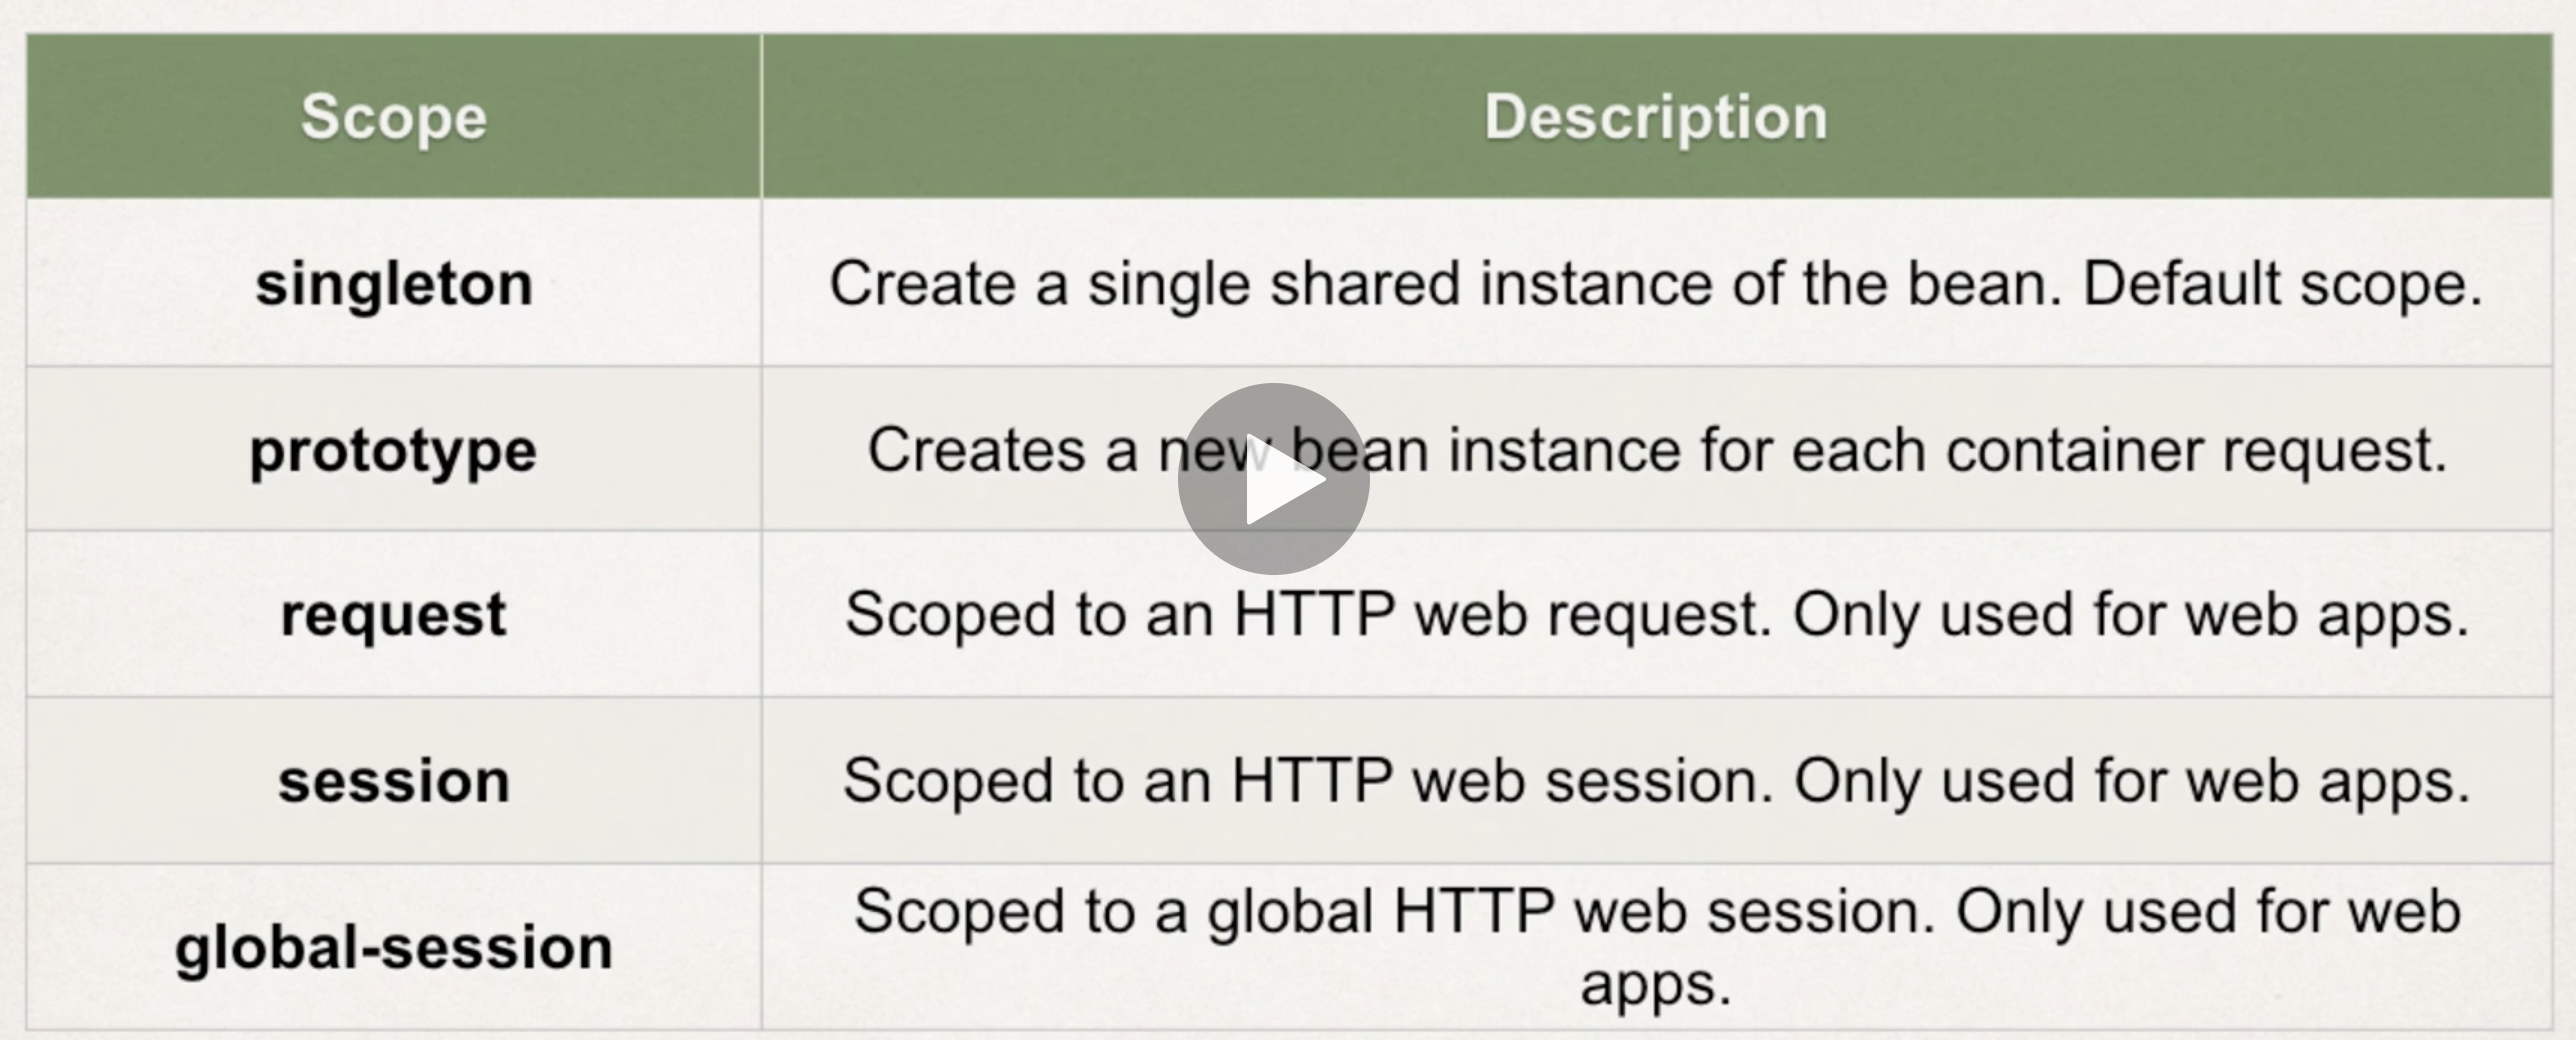 Scope Description
singleton Create a single shared instance of the bean. Default scope.
prototype Creates a new bean instance for each container request.
request Scoped to an HTTP web request. Only used for web apps.
session Scoped to an HTTP web session. Only used for web apps.
global-session Scoped to a global HTTP web session. Only used for web
apps.